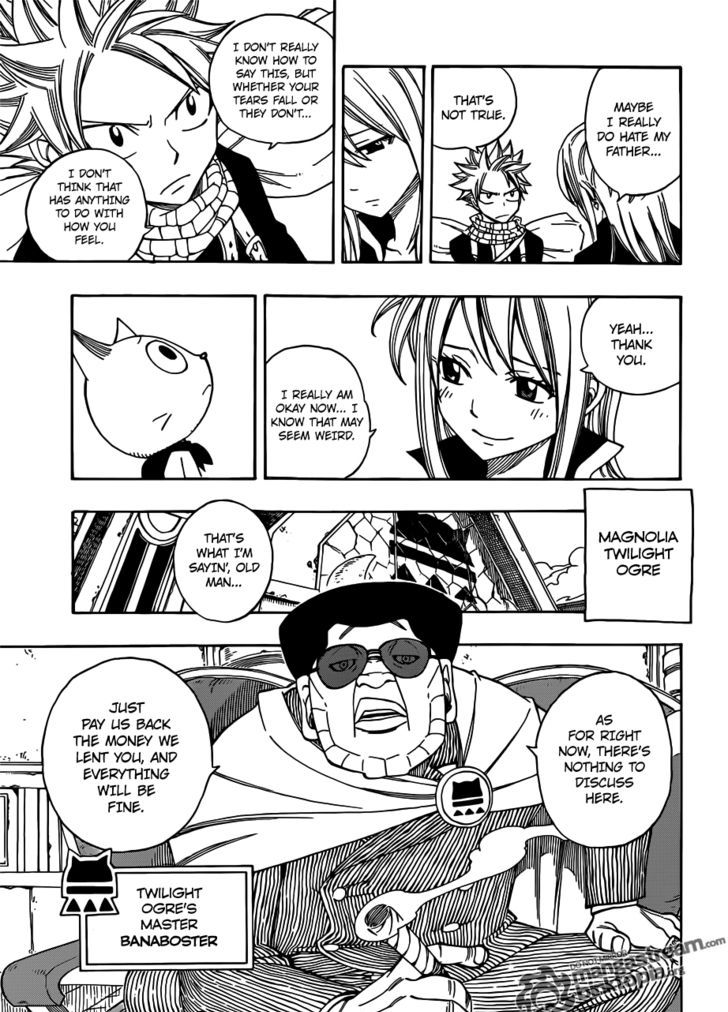 MAYBE
I REALLY
DO HATE MY
FATHER...
THAT'S
NOT TRUE.
I DON'T REALLY
KNOW HOW TO
SAY THIS, BUT
WHETHER YOUR
TEARS FALL OR
THEY DON'T...
I DON'T
THINK THAT
HAS ANYTHING
TO DO WITH
HOW YOU
FEEL.
YEAH...
THANK
YOU.
I REALLY AM
OKAY NOW... I
KNOW THAT MAY
SEEM WEIRD.
MAGNOLIA
TWILIGHT
OGRE
THAT'S
WHAT I'M
SAYIN', OLD
MAN...
AS
FOR RIGHT
NOW, THERE'S
NOTHING TO
DISCUSS
HERE.
JUST
PAY US BACK
THE MONEY WE
LENT YOU, AND
EVERYTHING
WILL BE
FINE.
TWILIGHT
OGRE'S
MASTER
BANABOSTER
mangastream.com